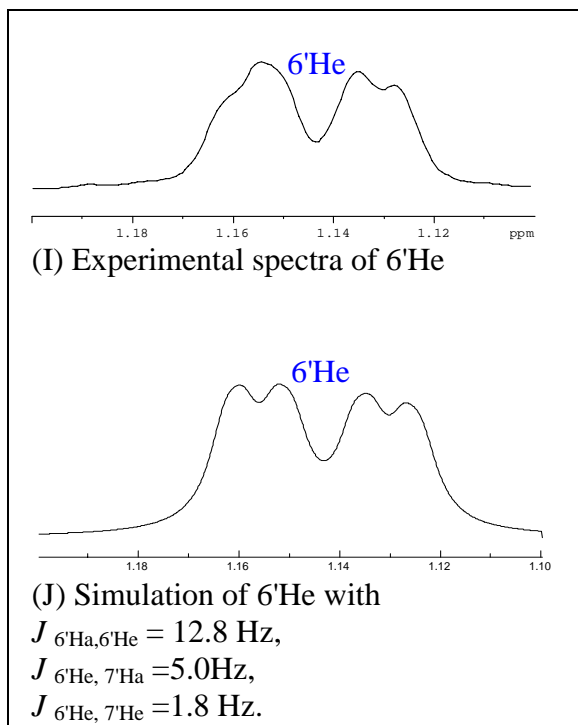 6'He
1.18 1.16 1.14 1.12 ppm
(I) Experimental spectra of 6'He
6'He
1.18 1.16 1.14 1.12 1.10
(J) Simulation of 6'He with
J 6'Ha,6'He = 12.8 Hz,
J 6'He, 7'Ha =5.0Hz,
J 6'He, 7'He =1.8 Hz.